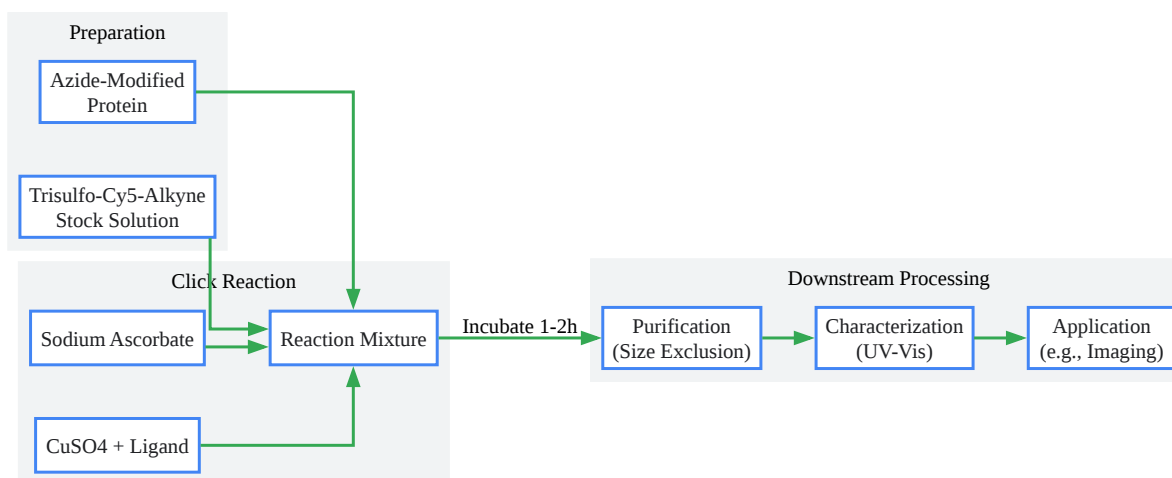 Preparation
Azide-Modified
Protein
Trisulfo-Cy5-Alkyne
Stock Solution
Click Reaction
Sodium Ascorbate
Reaction Mixture
CuSO4 + Ligand
Incubate 1-2h
Downstream Processing
Purification
(Size Exclusion)
Characterization
(UV-Vis)
Application
(e.g., Imaging)